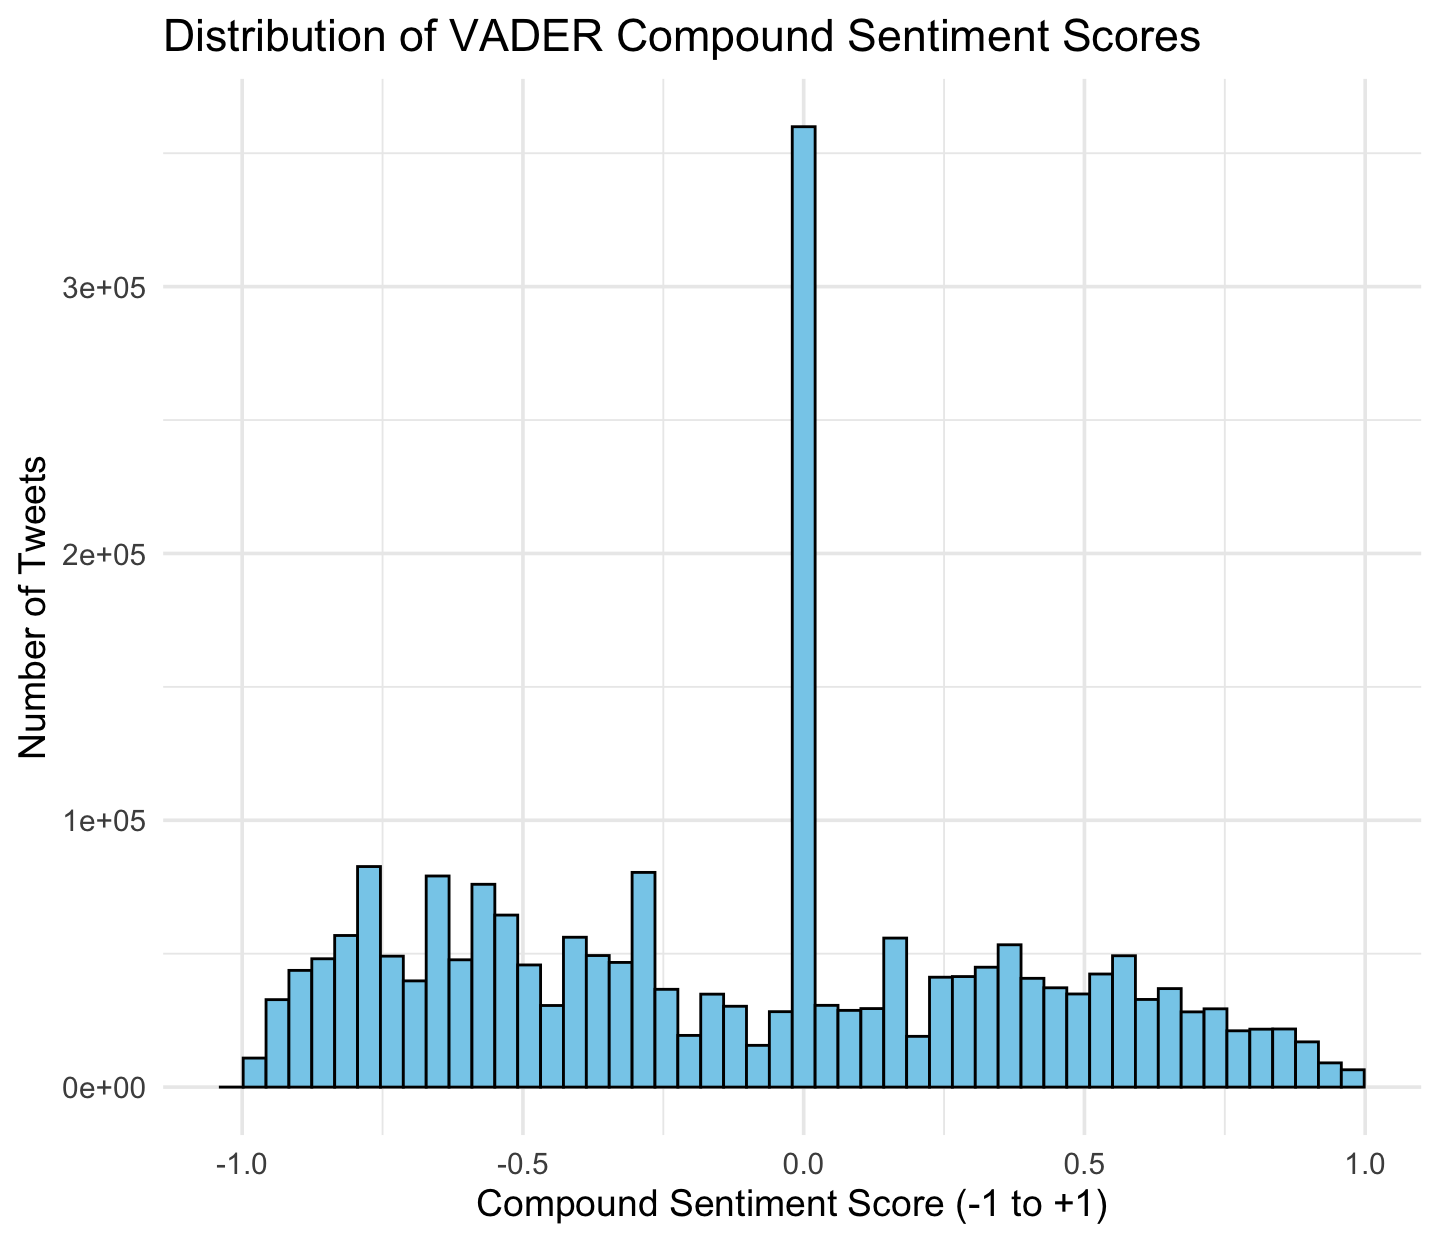 Distribution of VADER Compound Sentiment Scores
Number of Tweets
3e+05
2e+05
1e+05
0e+00
-1.0
-0.5
0.0
0.5
1.0
Compound Sentiment Score (-1 to +1)